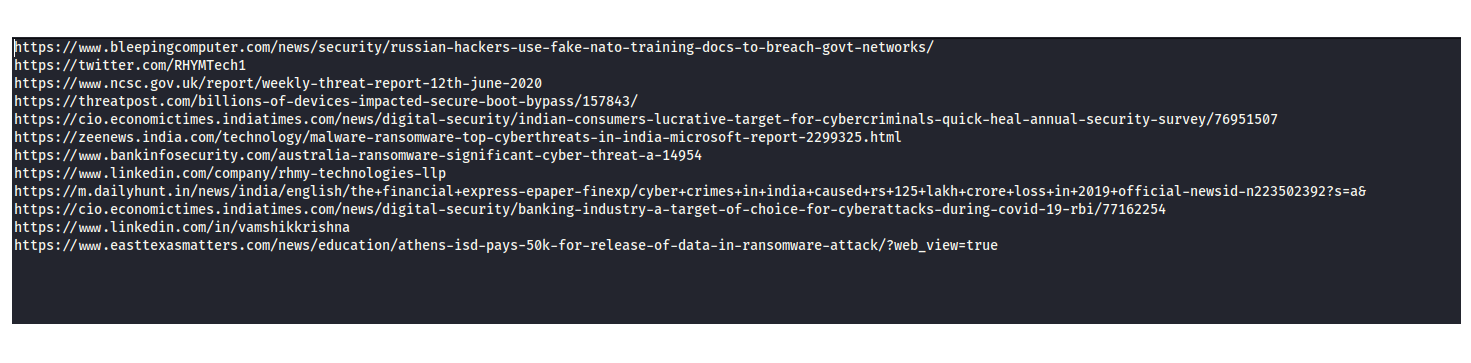 https://www.bleepingcomputer.com/news/security/russian-hackers-use-fake-nato-training-docs-to-breach-govt-networks/
https://twitter.com/RHYMTech1
https://www.ncsc.gov.uk/report/weekly-threat-report-12th-june-2020
https://threatpost.com/billions-of-devices-impacted-secure-boot-bypass/157843/
https://cio.economictimes.indiatimes.com/news/digital-security/indian-consumers-lucrative-target-for-cybercriminals-quick-heal-annual-security-survey/76951507
https://zeenews.india.com/technology/malware-ransomware-top-cyberthreats-in-india-microsoft-report-2299325.html
https://www.bankinfosecurity.com/australia-ransomware-significant-cyber-threat-a-14954
https://www.linkedin.com/company/rhmy-technologies-llp
https://m.dailyhunt.in/news/india/english/the+financial+express-epaper-finexp/cyber+crimes+in+india+caused+rs+125+lakh+crore+loss+in+2019+official-newsid-n223502392?s=a&
https://cio.economictimes.indiatimes.com/news/digital-security/banking-industry-a-target-of-choice-for-cyberattacks-during-covid-19-rbi/77162254
https://www.linkedin.com/in/vamshikkrishna
https://www.easttexasmatters.com/news/education/athens-isd-pays-50k-for-release-of-data-in-ransomware-attack/?web_view=true